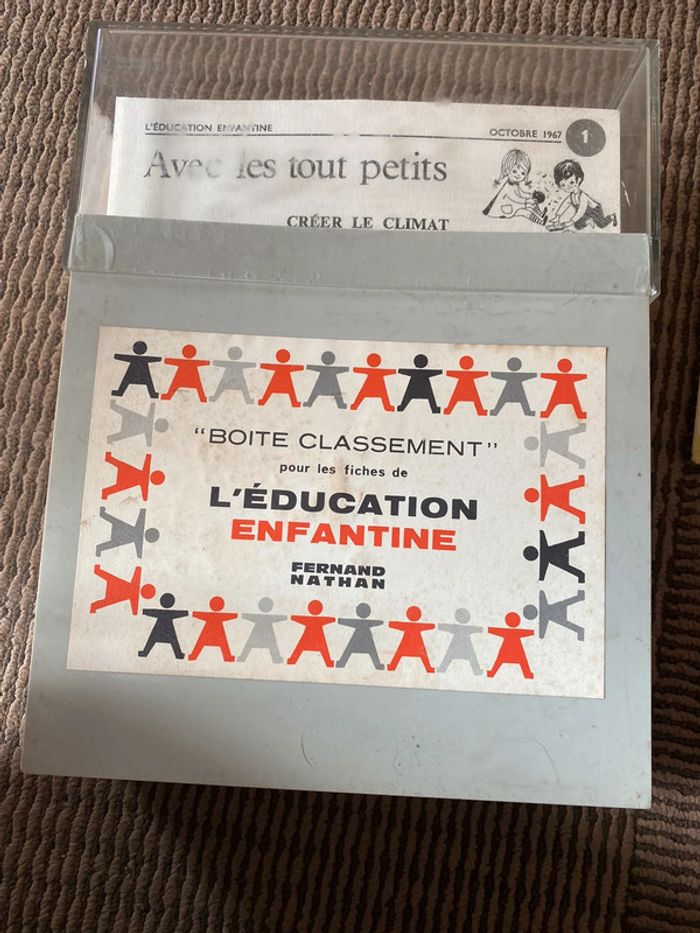 L'ÉDUCATION ENFANTINE OCTOBRE 1967 1
Avec les tout petits
CRÉER LE CLIMAT
"BOITE CLASSEMENT"
pour les fiches de
L'ÉDUCATION
ENFANTINE
FERNAND
NATHAN